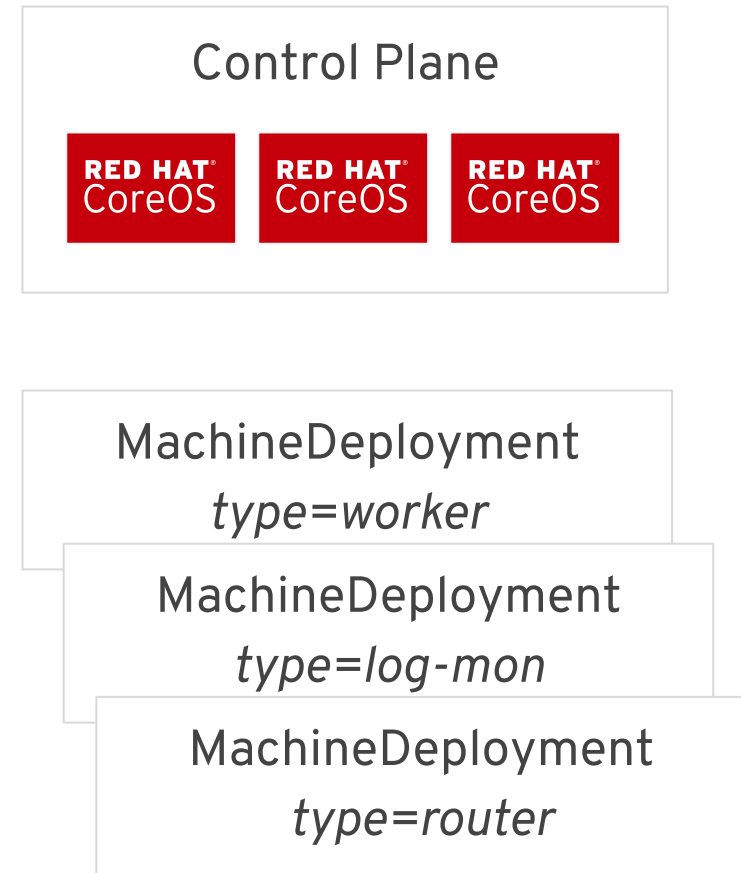 Control Plane
RED HAT® RED HAT® RED HAT®
CoreOS CoreOS CoreOS
MachineDeployment
type=worker
MachineDeployment
type=log-mon
MachineDeployment
type=router